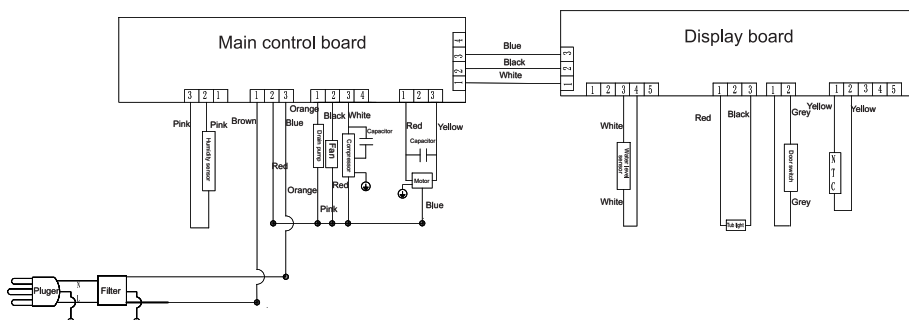 Main control board
Display board
4
3
2
1
Blue
Black
White
3
2
1
3 2 1
1 2 3
1 2 3 4
1 2 3
1 2 3 4 5
1 2 3
1 2
1 2 3 4 5
Pink
Pink
Brown
Orange
Blue
Black
White
Red
Yellow
Capacitor
Capacitor
Humidity sensor
Drain pump
Fan
Compressor
Motor
Red
Orange
Red
Pink
Blue
White
Water level sensor
White
Red
Black
Tub light
Grey
Door switch
Grey
Yellow
Yellow
NTC
Pluger
N
L
Filter